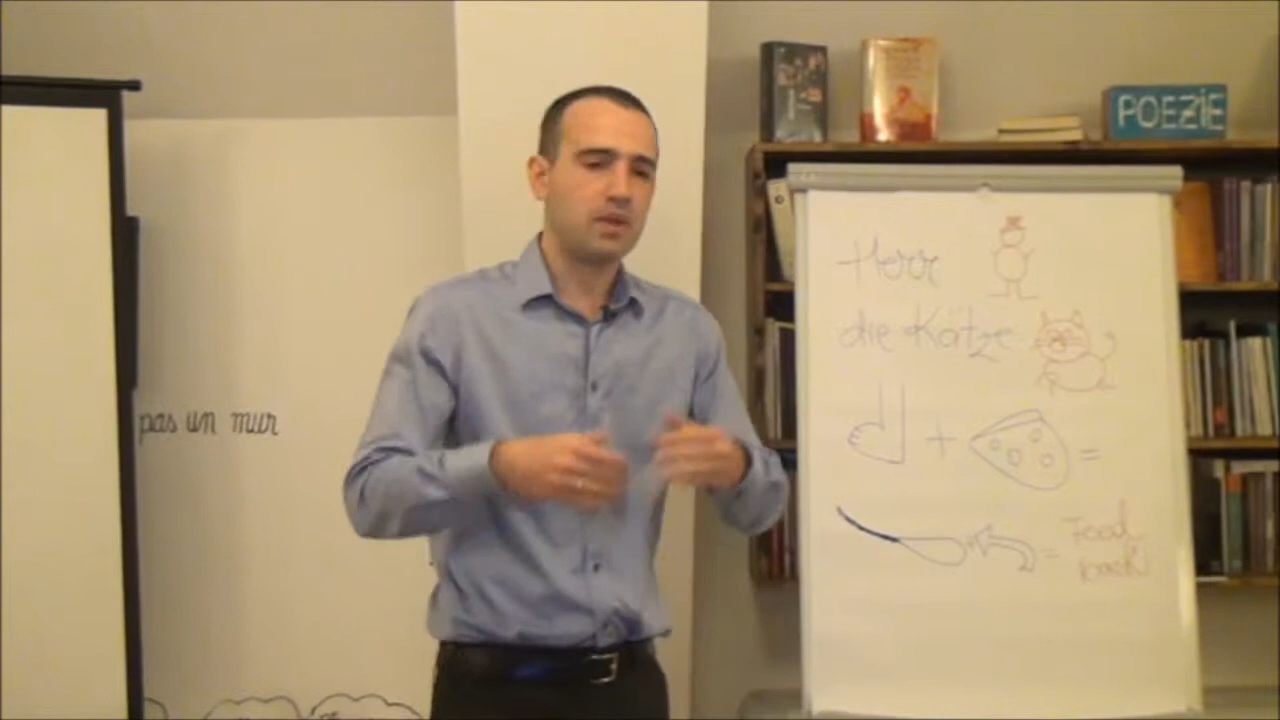 POEZiE
pas un mur
Herr
die Katze
+ =
= Food
back